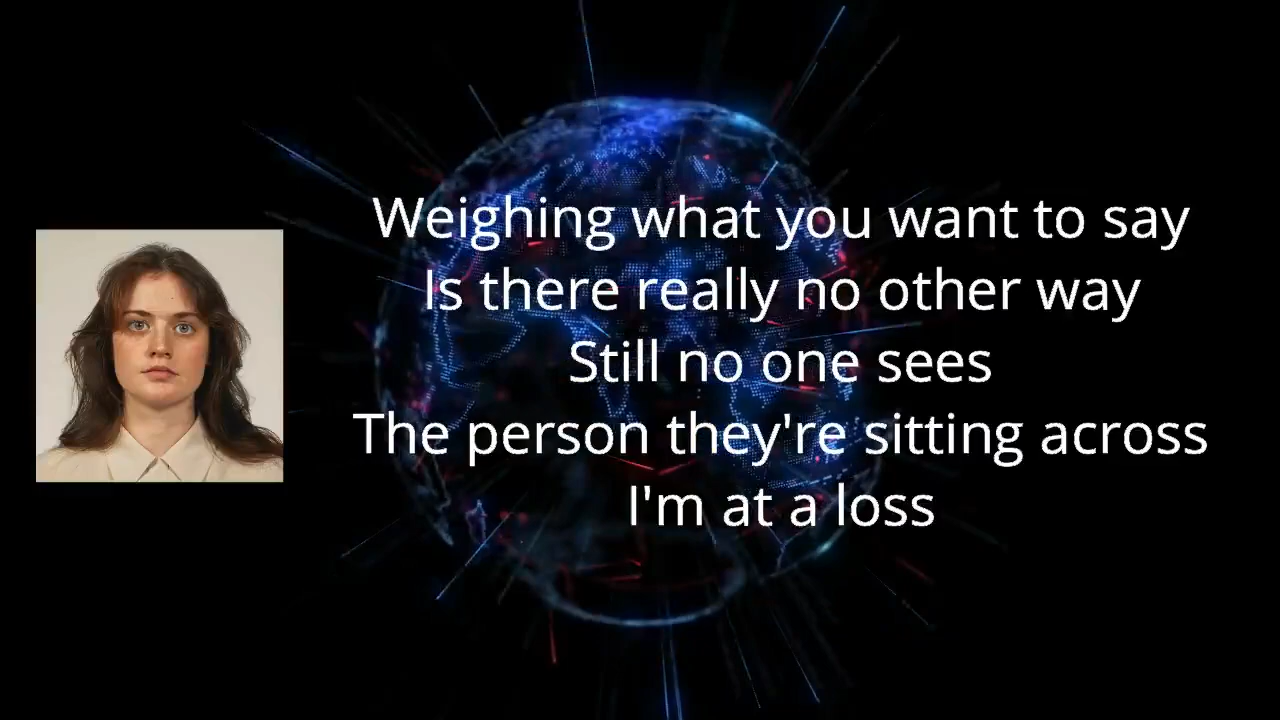 Weighing what you want to say
Is there really no other way
Still no one sees
The person they're sitting across
I'm at a loss